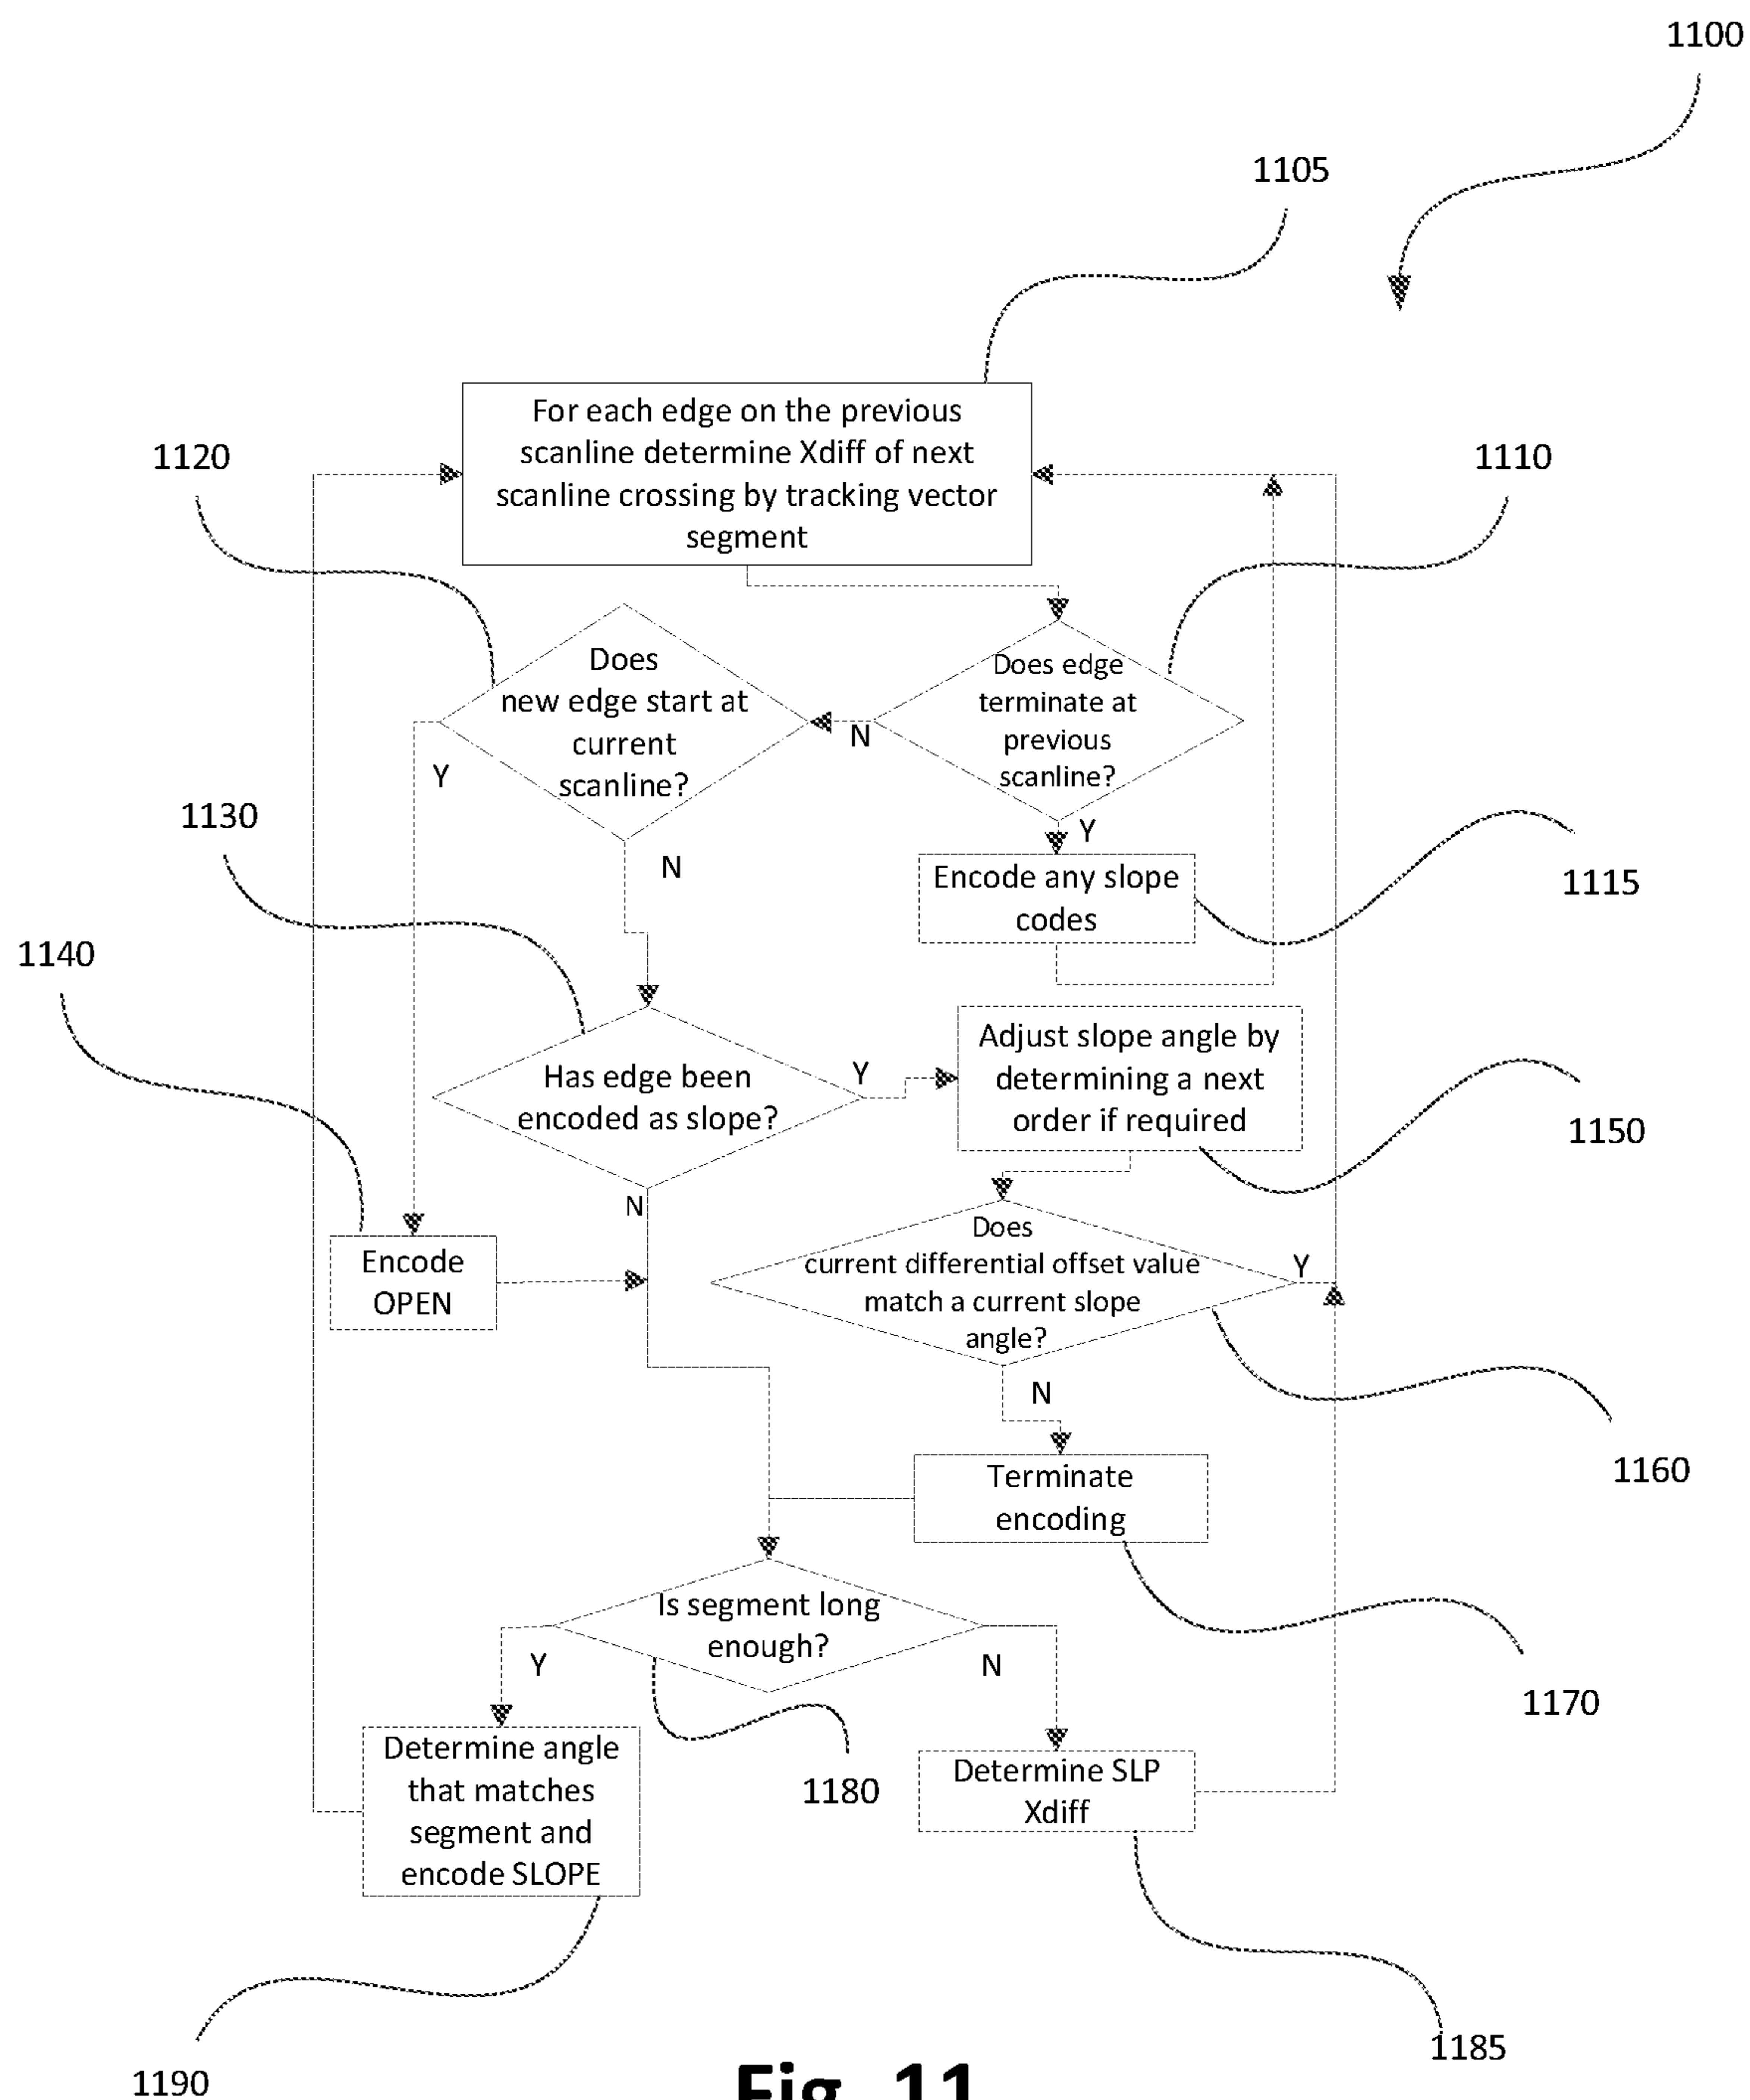 1100
1105
For each edge on the previous
scanline determine Xdiff of next
scanline crossing by tracking vector
segment
1120
1110
Does
new edge start at
current
scanline?
Does edge
terminate at
previous
scanline?
N
Y
Y
N
1130
Encode any slope
codes
1115
1140
Has edge been
encoded as slope?
Y
N
Adjust slope angle by
determining a next
order if required
1150
Encode
OPEN
Does
current differential offset value
match a current slope
angle?
Y
N
1160
Terminate
encoding
1170
Is segment long
enough?
Y
N
1180
Determine angle
that matches
segment and
encode SLOPE
Determine SLP
Xdiff
1190
1185
Fig. 11